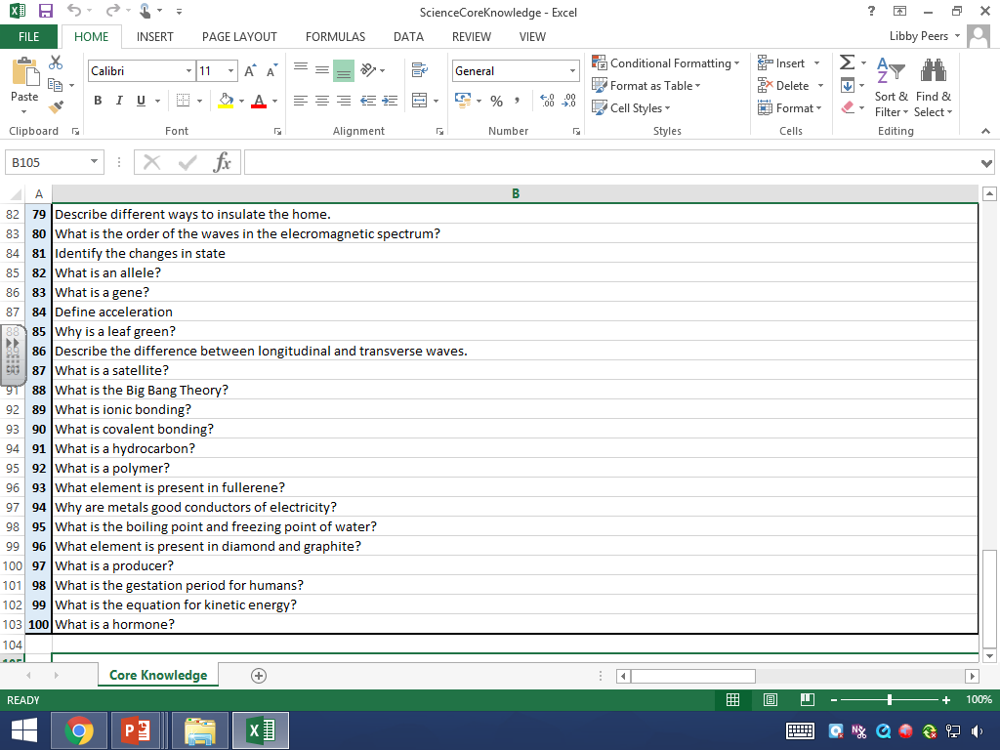 ScienceCoreKnowledge - Excel
?
FILE HOME INSERT PAGE LAYOUT FORMULAS DATA REVIEW VIEW Libby Peers
Paste
Calibri 11
General
Conditional Formatting
Format as Table
Cell Styles
Insert
Delete
Format
Sort & Filter
Find & Select
Clipboard Font Alignment Number Styles Cells Editing
B105
fx
A B
82 79 Describe different ways to insulate the home.
83 80 What is the order of the waves in the elecromagnetic spectrum?
84 81 Identify the changes in state
85 82 What is an allele?
86 83 What is a gene?
87 84 Define acceleration
88 85 Why is a leaf green?
86 Describe the difference between longitudinal and transverse waves.
90 87 What is a satellite?
91 88 What is the Big Bang Theory?
92 89 What is ionic bonding?
93 90 What is covalent bonding?
94 91 What is a hydrocarbon?
95 92 What is a polymer?
96 93 What element is present in fullerene?
97 94 Why are metals good conductors of electricity?
98 95 What is the boiling point and freezing point of water?
99 96 What element is present in diamond and graphite?
100 97 What is a producer?
101 98 What is the gestation period for humans?
102 99 What is the equation for kinetic energy?
103 100 What is a hormone?
104
105
Core Knowledge
READY 100%